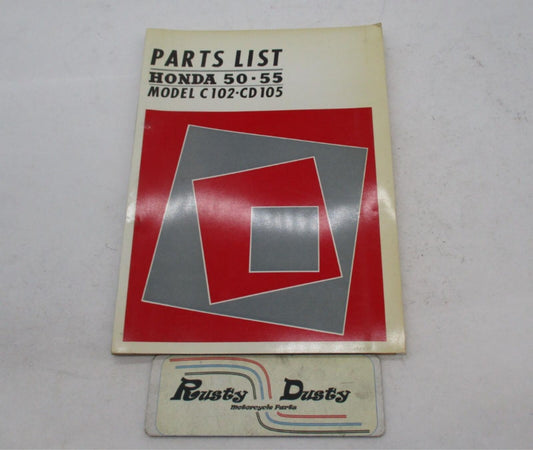 PARTS LIST
HONDA 50-55
MODEL C102-CD105
Rusty Dusty
Motorcycle Parts